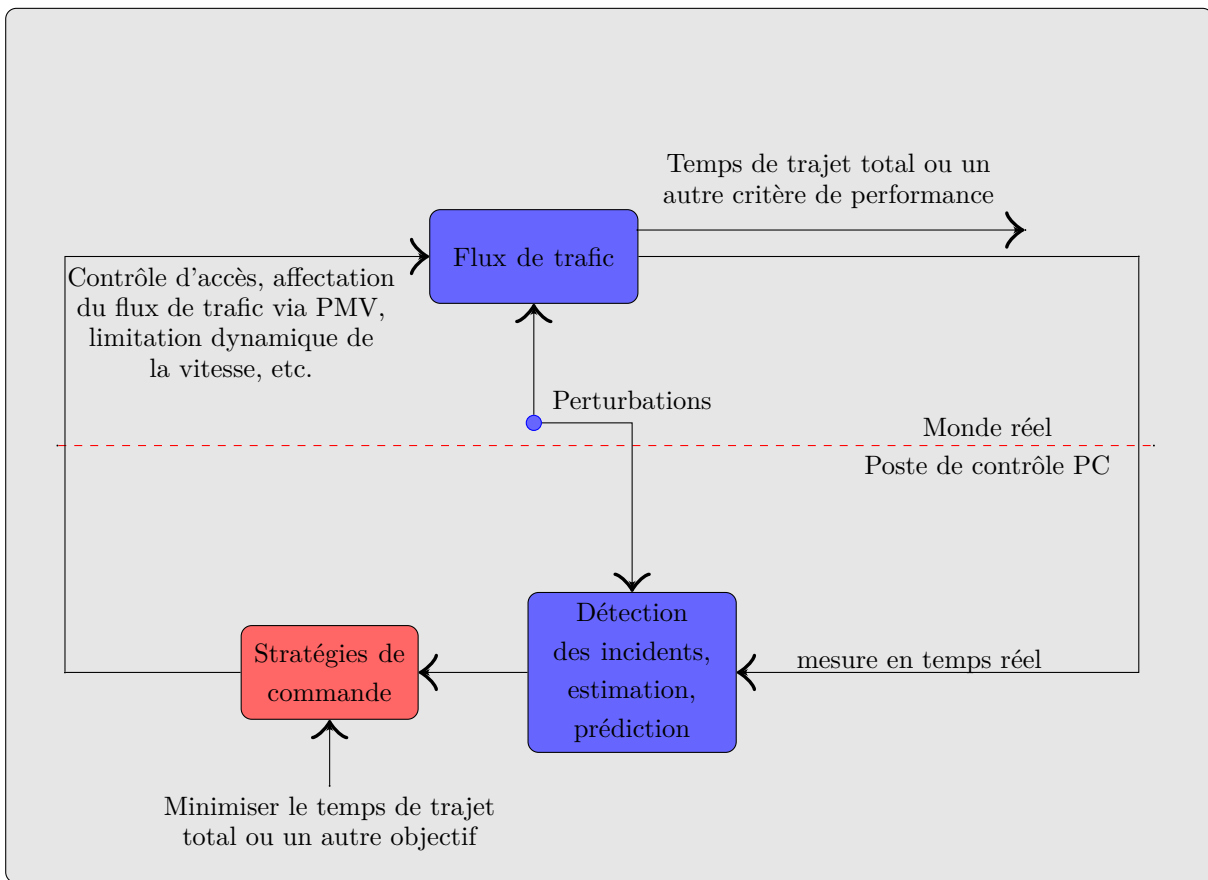 Temps de trajet total ou un
autre critère de performance
Flux de trafic
Contrôle d'accès, affectation
du flux de trafic via PMV,
limitation dynamique de
la vitesse, etc.
Perturbations
Monde réel
Poste de contrôle PC
Détection
des incidents,
estimation,
prédiction
Stratégies de
commande
mesure en temps réel
Minimiser le temps de trajet
total ou un autre objectif